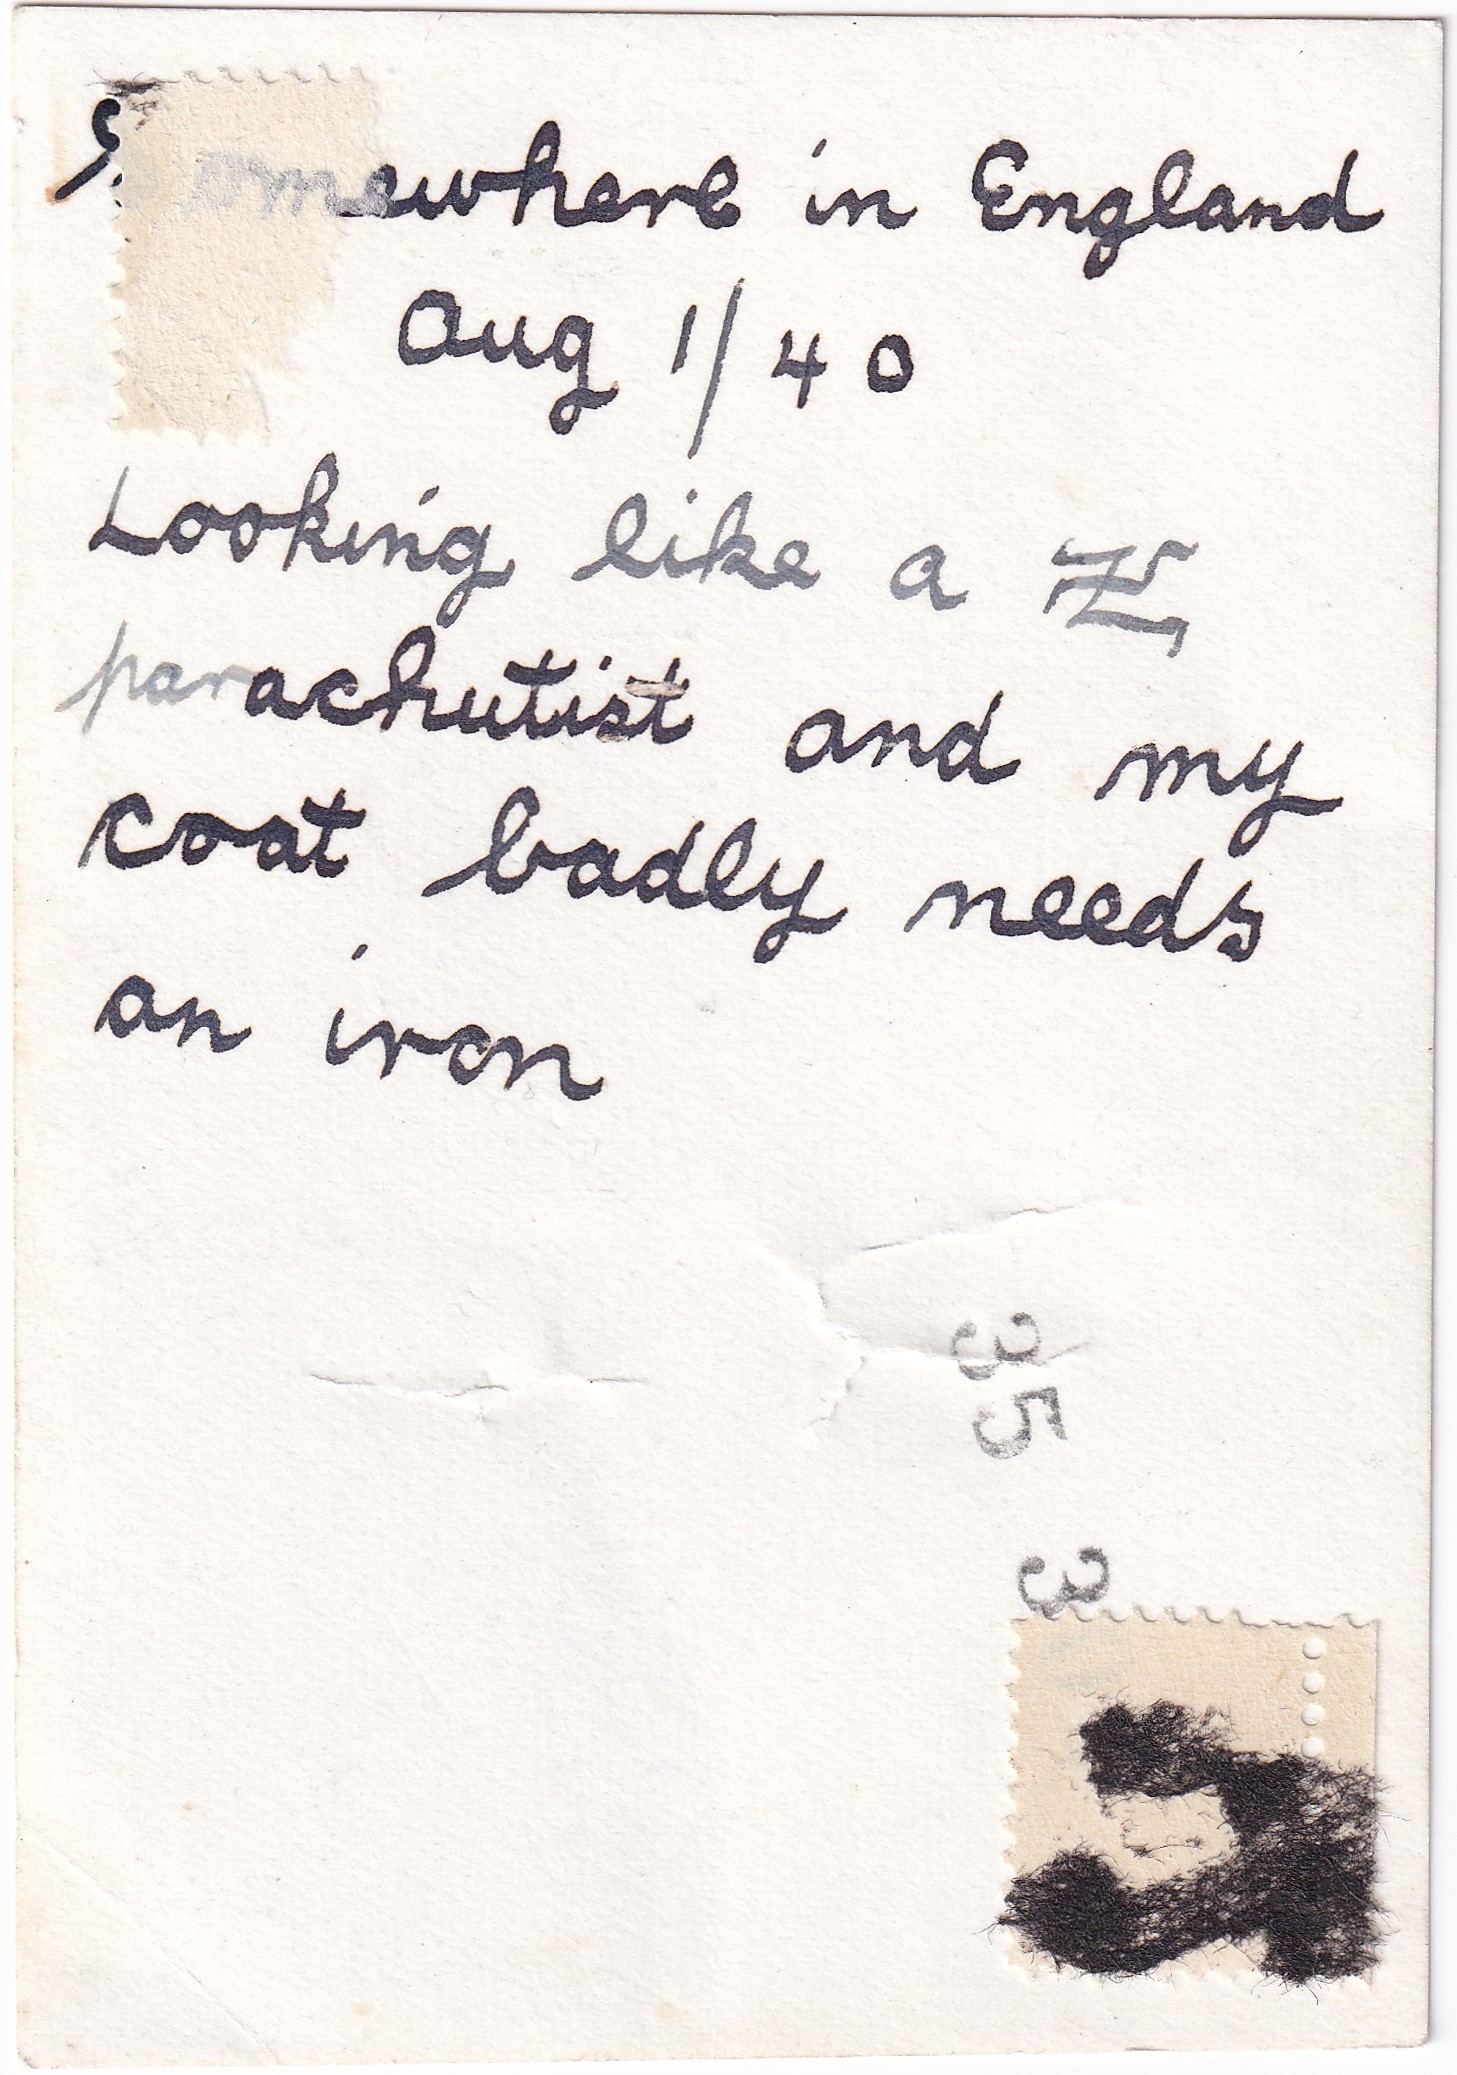 Somewhere in England
Aug 1/40
Looking like a Z
parachutist and my
coat badly needs
an iron
35 3